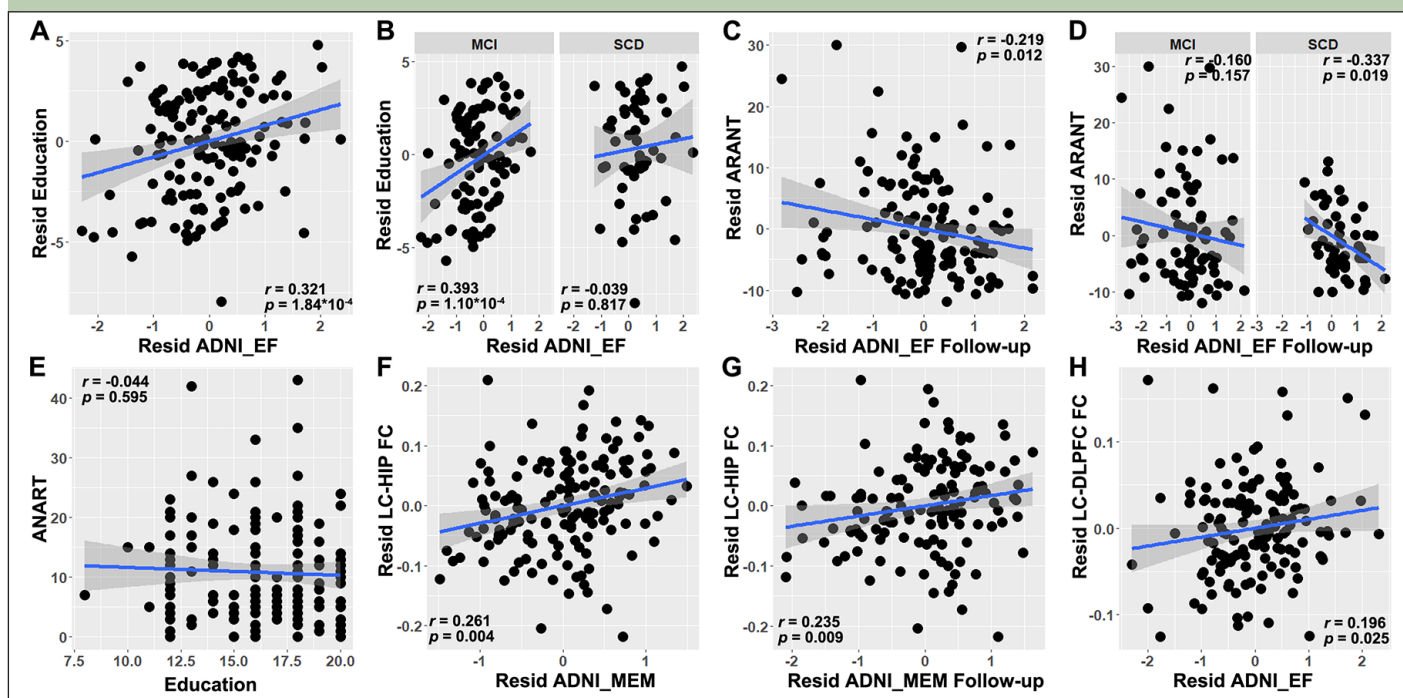 A
Resid Education
5
0
-5
r = 0.321
p = 1.84*10-4
-2
-1
0
1
2
Resid ADNI_EF
B
MCI
SCD
Resid Education
5
0
-5
r = 0.393
p = 1.10*10-4
r = -0.039
p = 0.817
-2 -1 0 1 2
-2 -1 0 1 2
Resid ADNI_EF
C
Resid ARANT
30
20
10
0
-10
r = -0.219
p = 0.012
-3 -2 -1 0 1 2
Resid ADNI_EF Follow-up
D
MCI
SCD
Resid ARANT
30
20
10
0
-10
r = -0.160
p = 0.157
r = -0.337
p = 0.019
-3 -2 -1 0 1 2
-3 -2 -1 0 1 2
Resid ADNI_EF Follow-up
E
ANART
40
30
20
10
0
r = -0.044
p = 0.595
7.5 10.0 12.5 15.0 17.5 20.0
Education
F
Resid LC-HIP FC
0.2
0.1
0.0
-0.1
-0.2
r = 0.261
p = 0.004
-1 0 1
Resid ADNI_MEM
G
Resid LC-HIP FC
0.2
0.1
0.0
-0.1
-0.2
r = 0.235
p = 0.009
-2 -1 0 1
Resid ADNI_MEM Follow-up
H
Resid LC-DLPFC FC
0.1
0.0
-0.1
r = 0.196
p = 0.025
-2 -1 0 1 2
Resid ADNI_EF